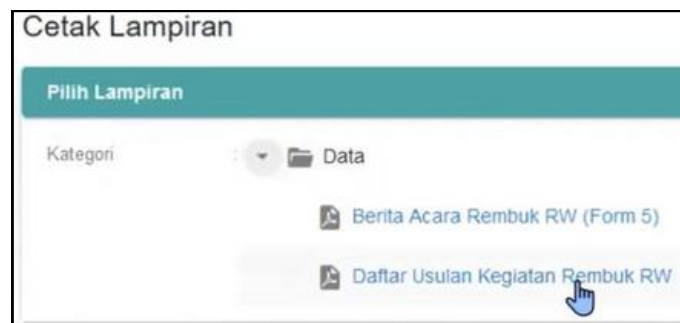 Cetak Lampiran
Pilih Lampiran
Kategori : Data
Berita Acara Rembuk RW (Form 5)
Daftar Usulan Kegiatan Rembuk RW